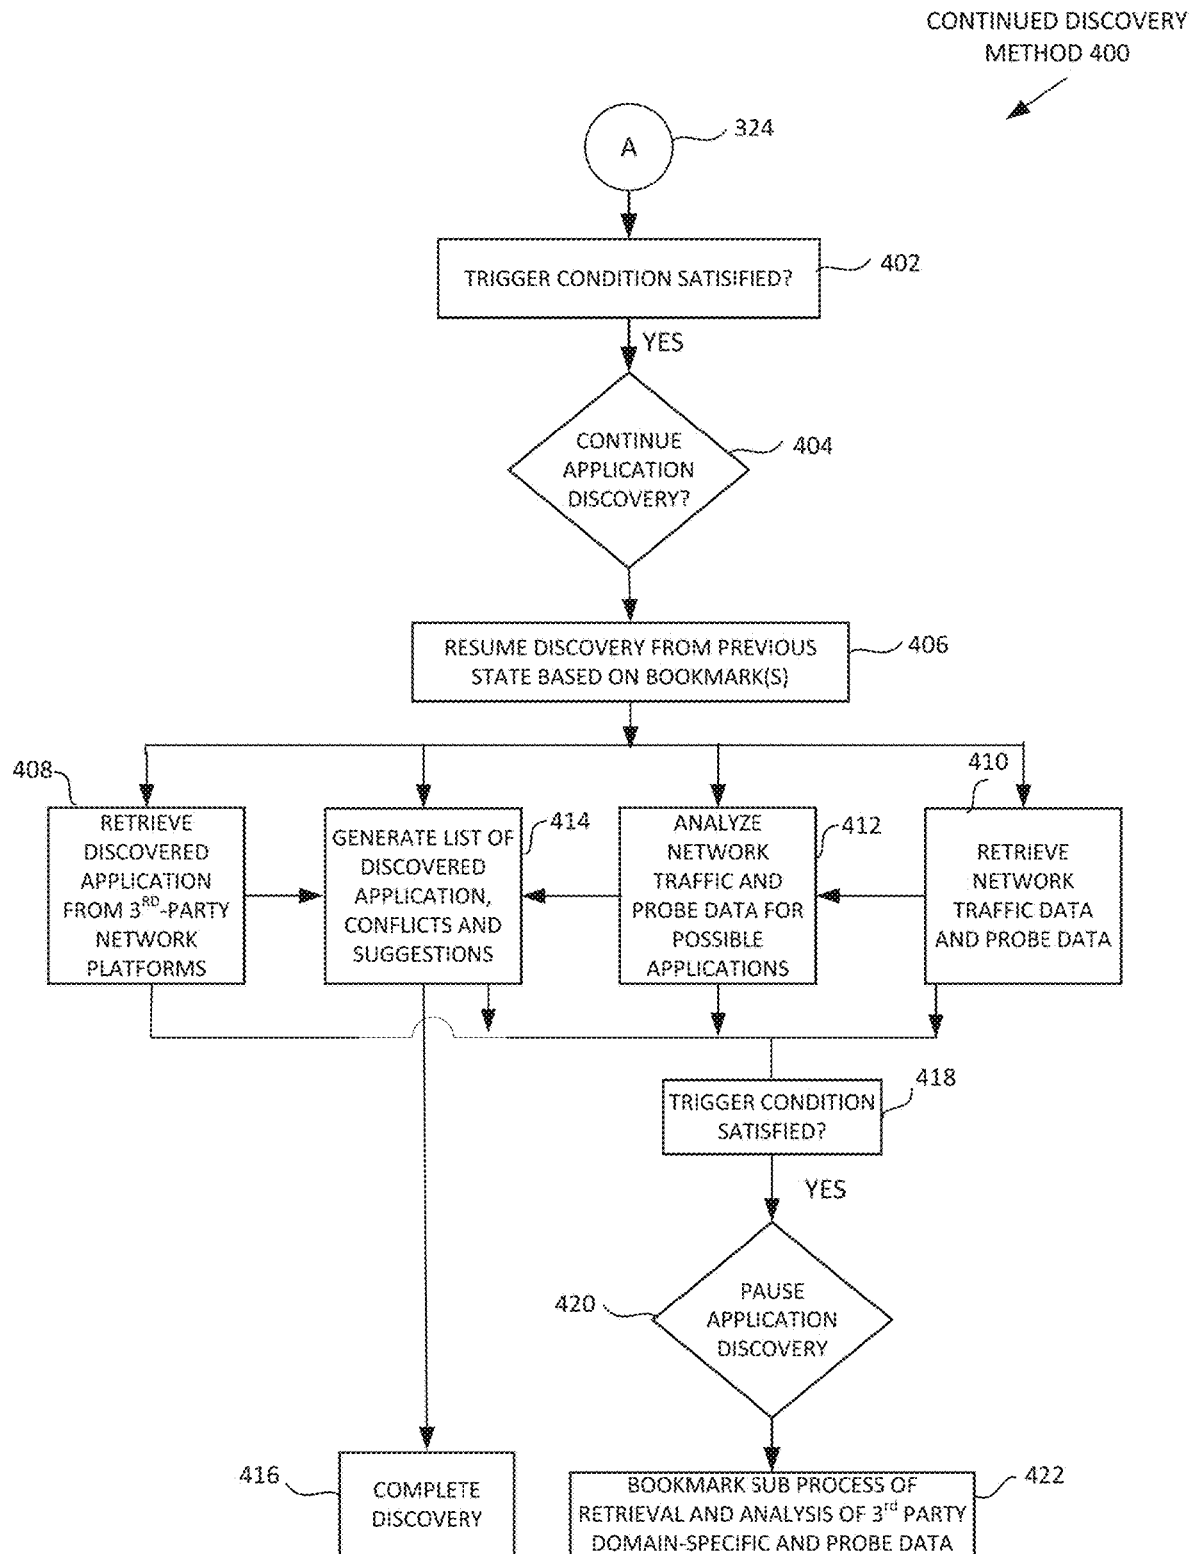 CONTINUED DISCOVERY
METHOD 400
A
324
TRIGGER CONDITION SATISIFIED?
402
YES
CONTINUE
APPLICATION
DISCOVERY?
404
RESUME DISCOVERY FROM PREVIOUS
STATE BASED ON BOOKMARK(S)
406
408
RETRIEVE
DISCOVERED
APPLICATION
FROM 3RD-PARTY
NETWORK
PLATFORMS
414
GENERATE LIST OF
DISCOVERED
APPLICATION,
CONFLICTS AND
SUGGESTIONS
412
ANALYZE
NETWORK
TRAFFIC AND
PROBE DATA FOR
POSSIBLE
APPLICATIONS
410
RETRIEVE
NETWORK
TRAFFIC DATA
AND PROBE DATA
418
TRIGGER CONDITION
SATISFIED?
YES
420
PAUSE
APPLICATION
DISCOVERY
416
COMPLETE
DISCOVERY
422
BOOKMARK SUB PROCESS OF
RETRIEVAL AND ANALYSIS OF 3rd PARTY
DOMAIN-SPECIFIC AND PROBE DATA